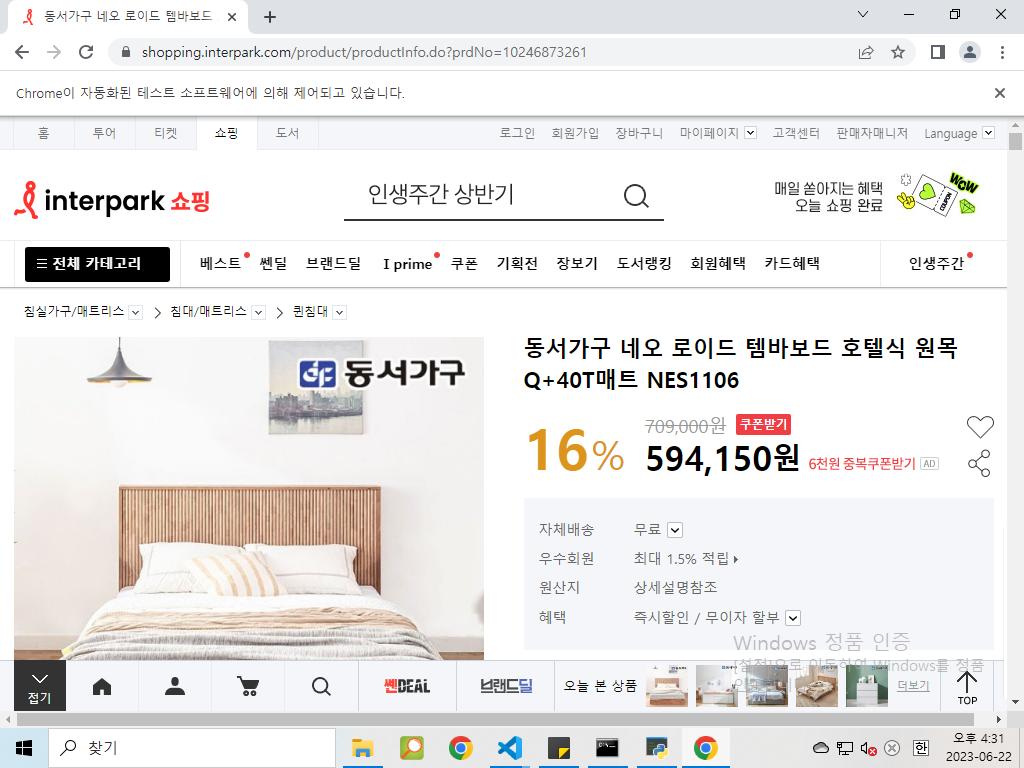 동서가구 네오 로이드 템바보드
shopping.interpark.com/product/productInfo.do?prdNo=10246873261
Chrome이 자동화된 테스트 소프트웨어에 의해 제어되고 있습니다.
홈 투어 티켓 쇼핑 도서 로그인 회원가입 장바구니 마이페이지 고객센터 판매자매니저 Language
interpark 쇼핑
인생주간 상반기
매일 쏟아지는 혜택
오늘 쇼핑 완료
WOW
COUPON
전체 카테고리 베스트 쎈딜 브랜드딜 I prime 쿠폰 기획전 장보기 도서랭킹 회원혜택 카드혜택 인생주간
침실가구/매트리스 침대/매트리스 퀸침대
동서가구
동서가구 네오 로이드 템바보드 호텔식 원목
Q+40T매트 NES1106
709,000원 쿠폰받기
16% 594,150원 6천원 중복쿠폰받기 AD
자체배송 무료
우수회원 최대 1.5% 적립
원산지 상세설명참조
혜택 즉시할인 / 무이자 할부
Windows 정품 인증
[설정]으로 이동하여 Windows를 정품
접기 쎈DEAL 브랜드딜 오늘 본 상품 더보기 TOP
찾기
한
오후 4:31
2023-06-22